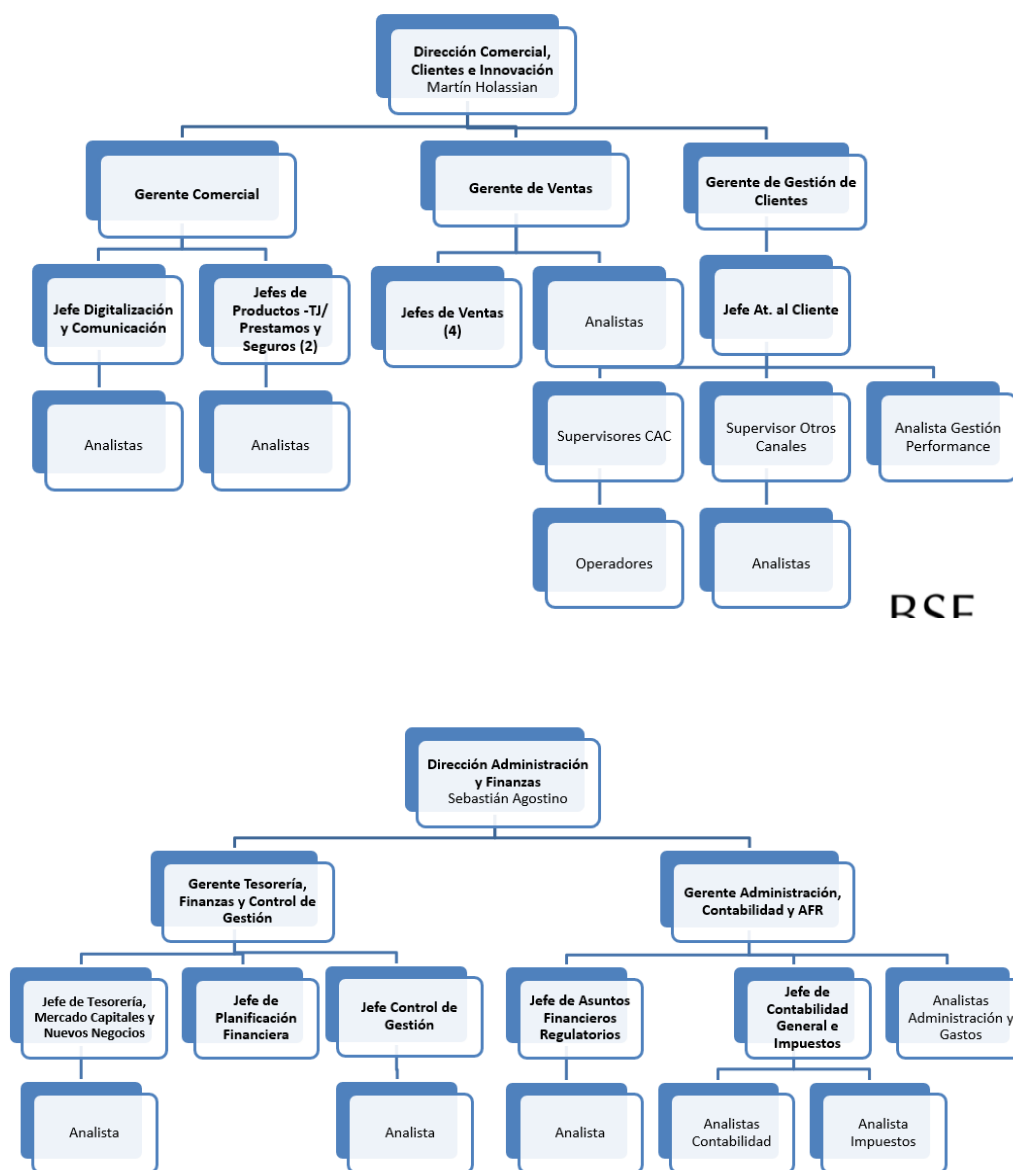 Dirección Comercial,
Clientes e Innovación
Martín Holassian
Gerente Comercial
Gerente de Ventas
Gerente de Gestión de
Clientes
Jefe Digitalización
y Comunicación
Jefes de
Productos -TJ/
Prestamos y
Seguros (2)
Jefes de Ventas
(4)
Analistas
Jefe At. al Cliente
Analistas
Analistas
Supervisores CAC
Supervisor Otros
Canales
Analista Gestión
Performance
Operadores
Analistas
Dirección Administración
y Finanzas
Sebastián Agostino
Gerente Tesorería,
Finanzas y Control de
Gestión
Gerente Administración,
Contabilidad y AFR
Jefe de Tesorería,
Mercado Capitales y
Nuevos Negocios
Jefe de
Planificación
Financiera
Jefe Control de
Gestión
Jefe de Asuntos
Financieros
Regulatorios
Jefe de
Contabilidad
General e
Impuestos
Analistas
Administración y
Gastos
Analista
Analista
Analista
Analistas
Contabilidad
Analista
Impuestos